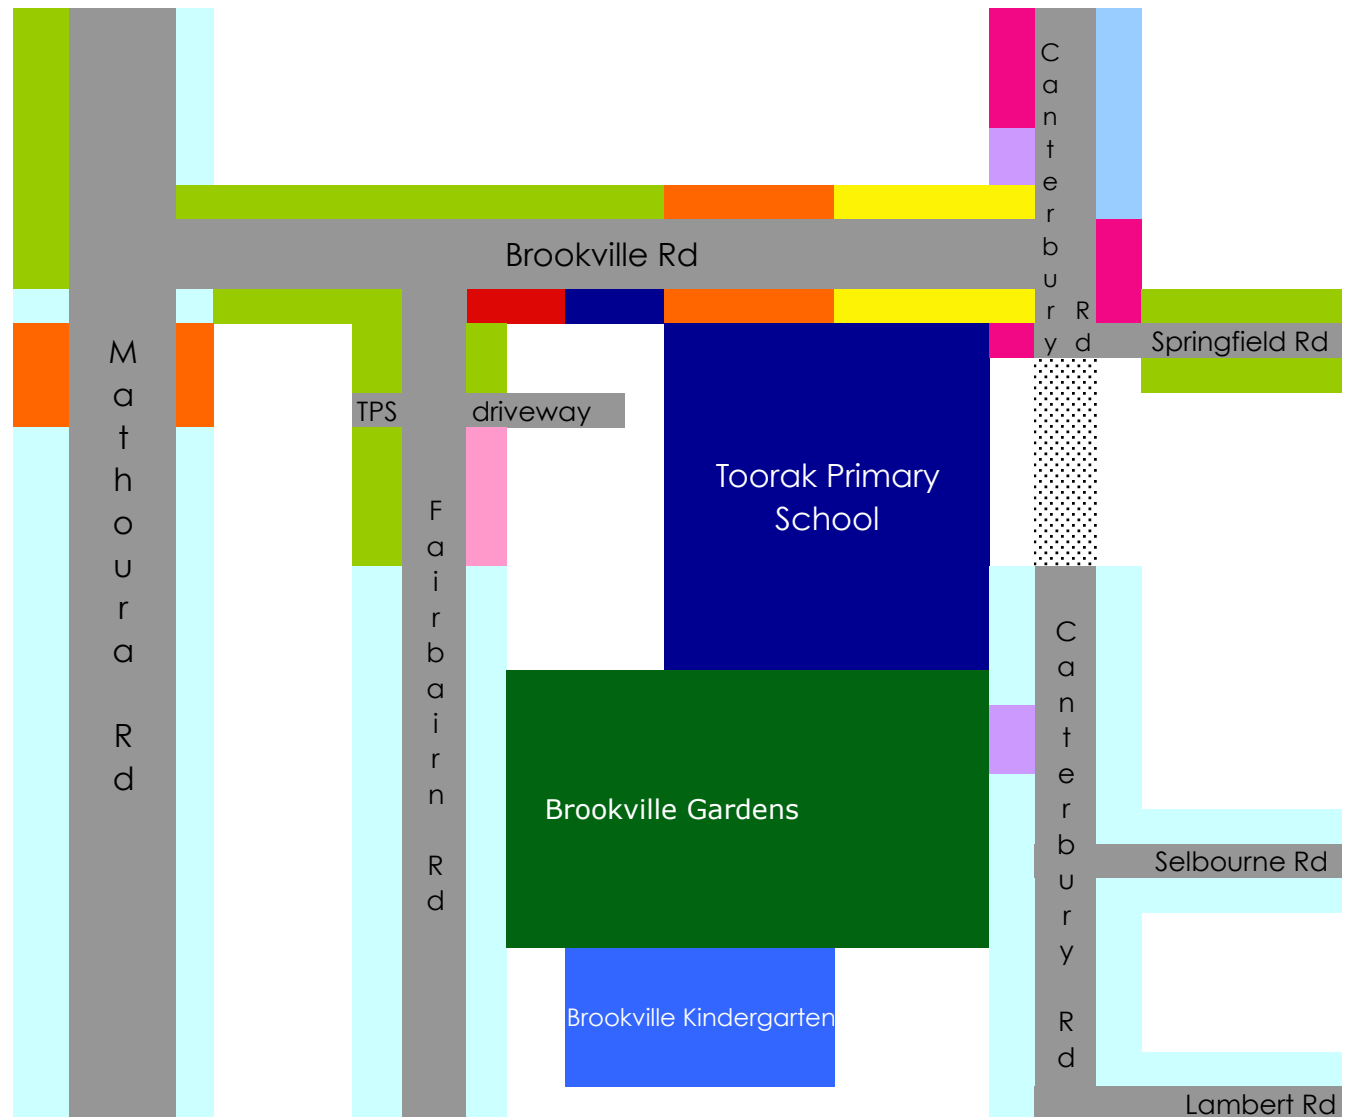 Canterbury Rd
Brookville Rd
Mathoura Rd
Springfield Rd
TPS driveway
Toorak Primary
School
Fairbairn Rd
Canterbury Rd
Brookville Gardens
Selbourne Rd
Brookville Kindergarten
Lambert Rd